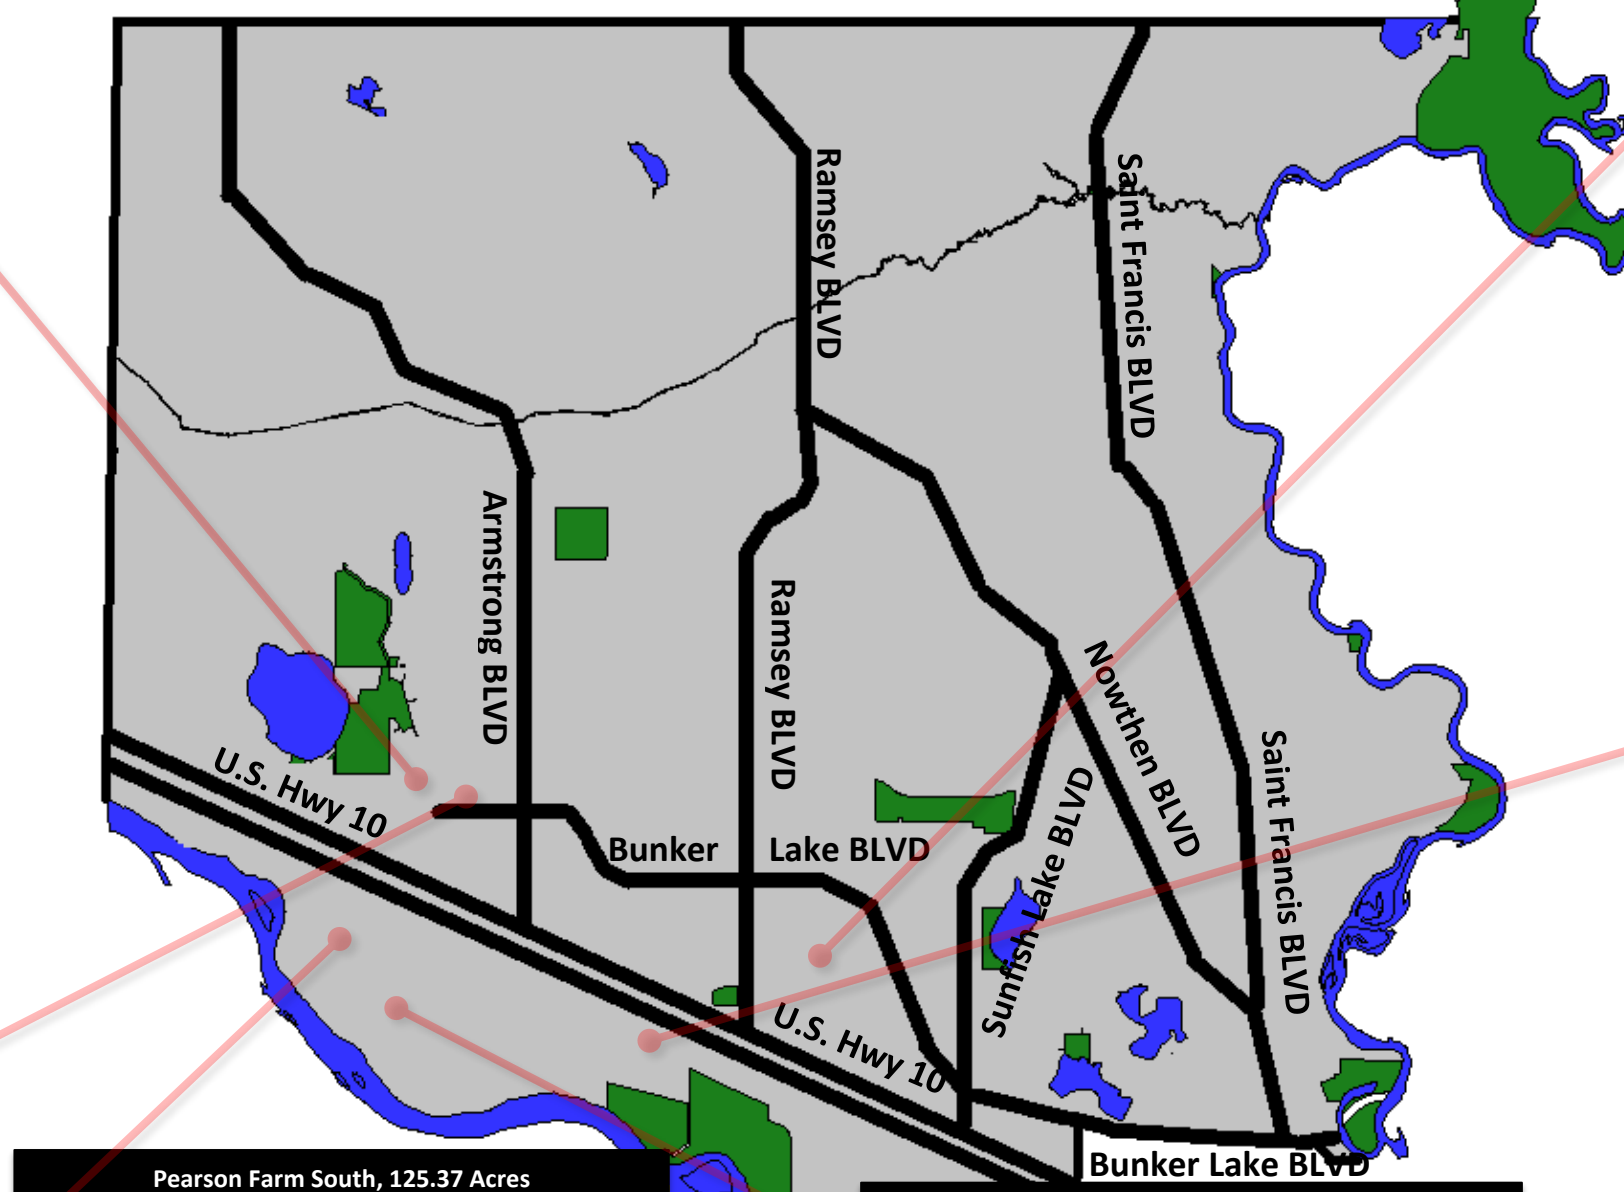 Ramsey BLVD
Saint Francis BLVD
Armstrong BLVD
Ramsey BLVD
Nowthen BLVD
Saint Francis BLVD
U.S. Hwy 10
Sunfish Lake BLVD
Bunker Lake BLVD
U.S. Hwy 10
Bunker Lake BLVD
Pearson Farm South, 125.37 Acres